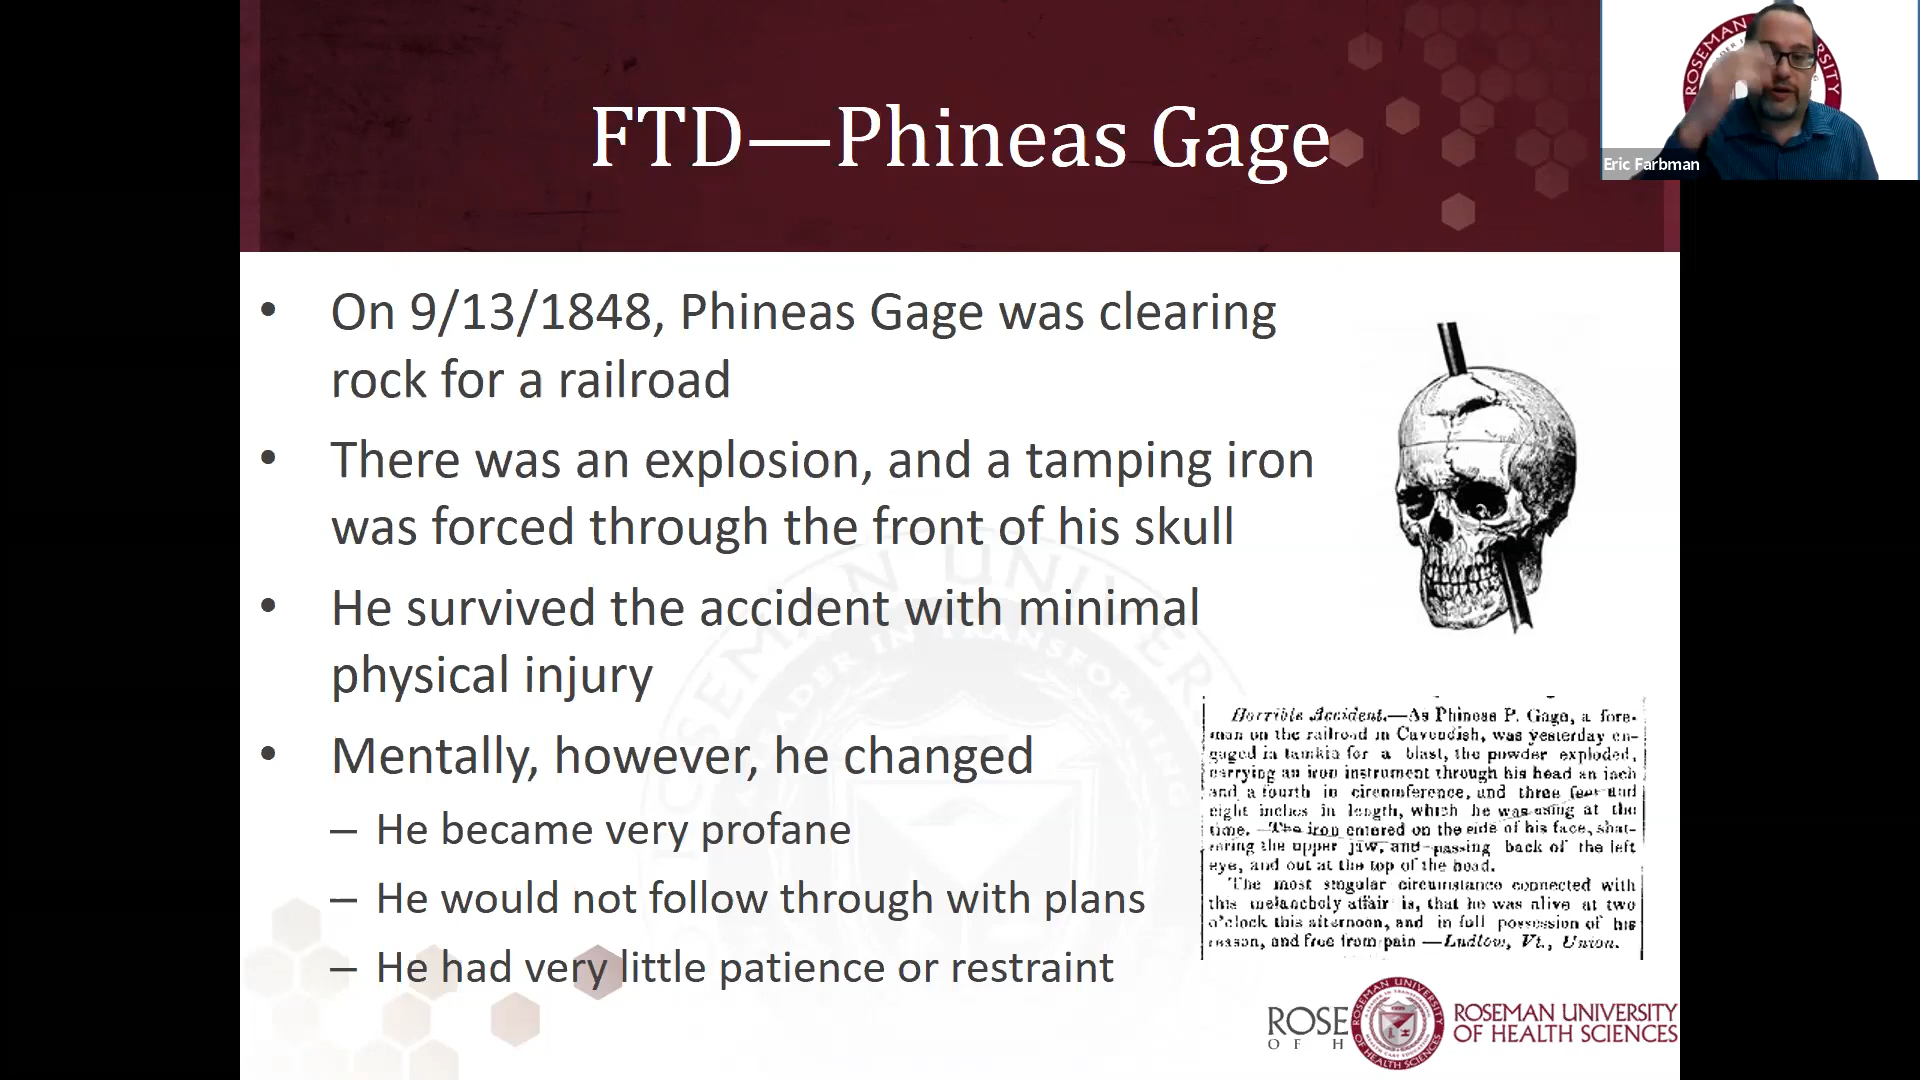 FTD—Phineas Gage
Eric Farbman
• On 9/13/1848, Phineas Gage was clearing
rock for a railroad
• There was an explosion, and a tamping iron
was forced through the front of his skull
• He survived the accident with minimal
physical injury
• Mentally, however, he changed
– He became very profane
– He would not follow through with plans
– He had very little patience or restraint
Horrible Accident.—As Phineas P. Gage, a fore-
man on the railroad in Cavendish, was yesterday en-
gaged in tamkin for a blast, the powder exploded,
carrying an iron instrument through his head an inch
and a fourth in circumference, and three feet and
eight inches in length, which he was using at the
time. The iron entered on the side of his face, shat-
tering the upper jaw, and passing back of the left
eye, and out at the top of the head.
The most singular circumstance connected with
this melancholy affair is, that he was alive at two
o'clock this afternoon, and in full possession of his
reason, and free from pain —Ludlow, Vt., Union.
ROSE
OF H
ROSEMAN UNIVERSITY
OF HEALTH SCIENCES